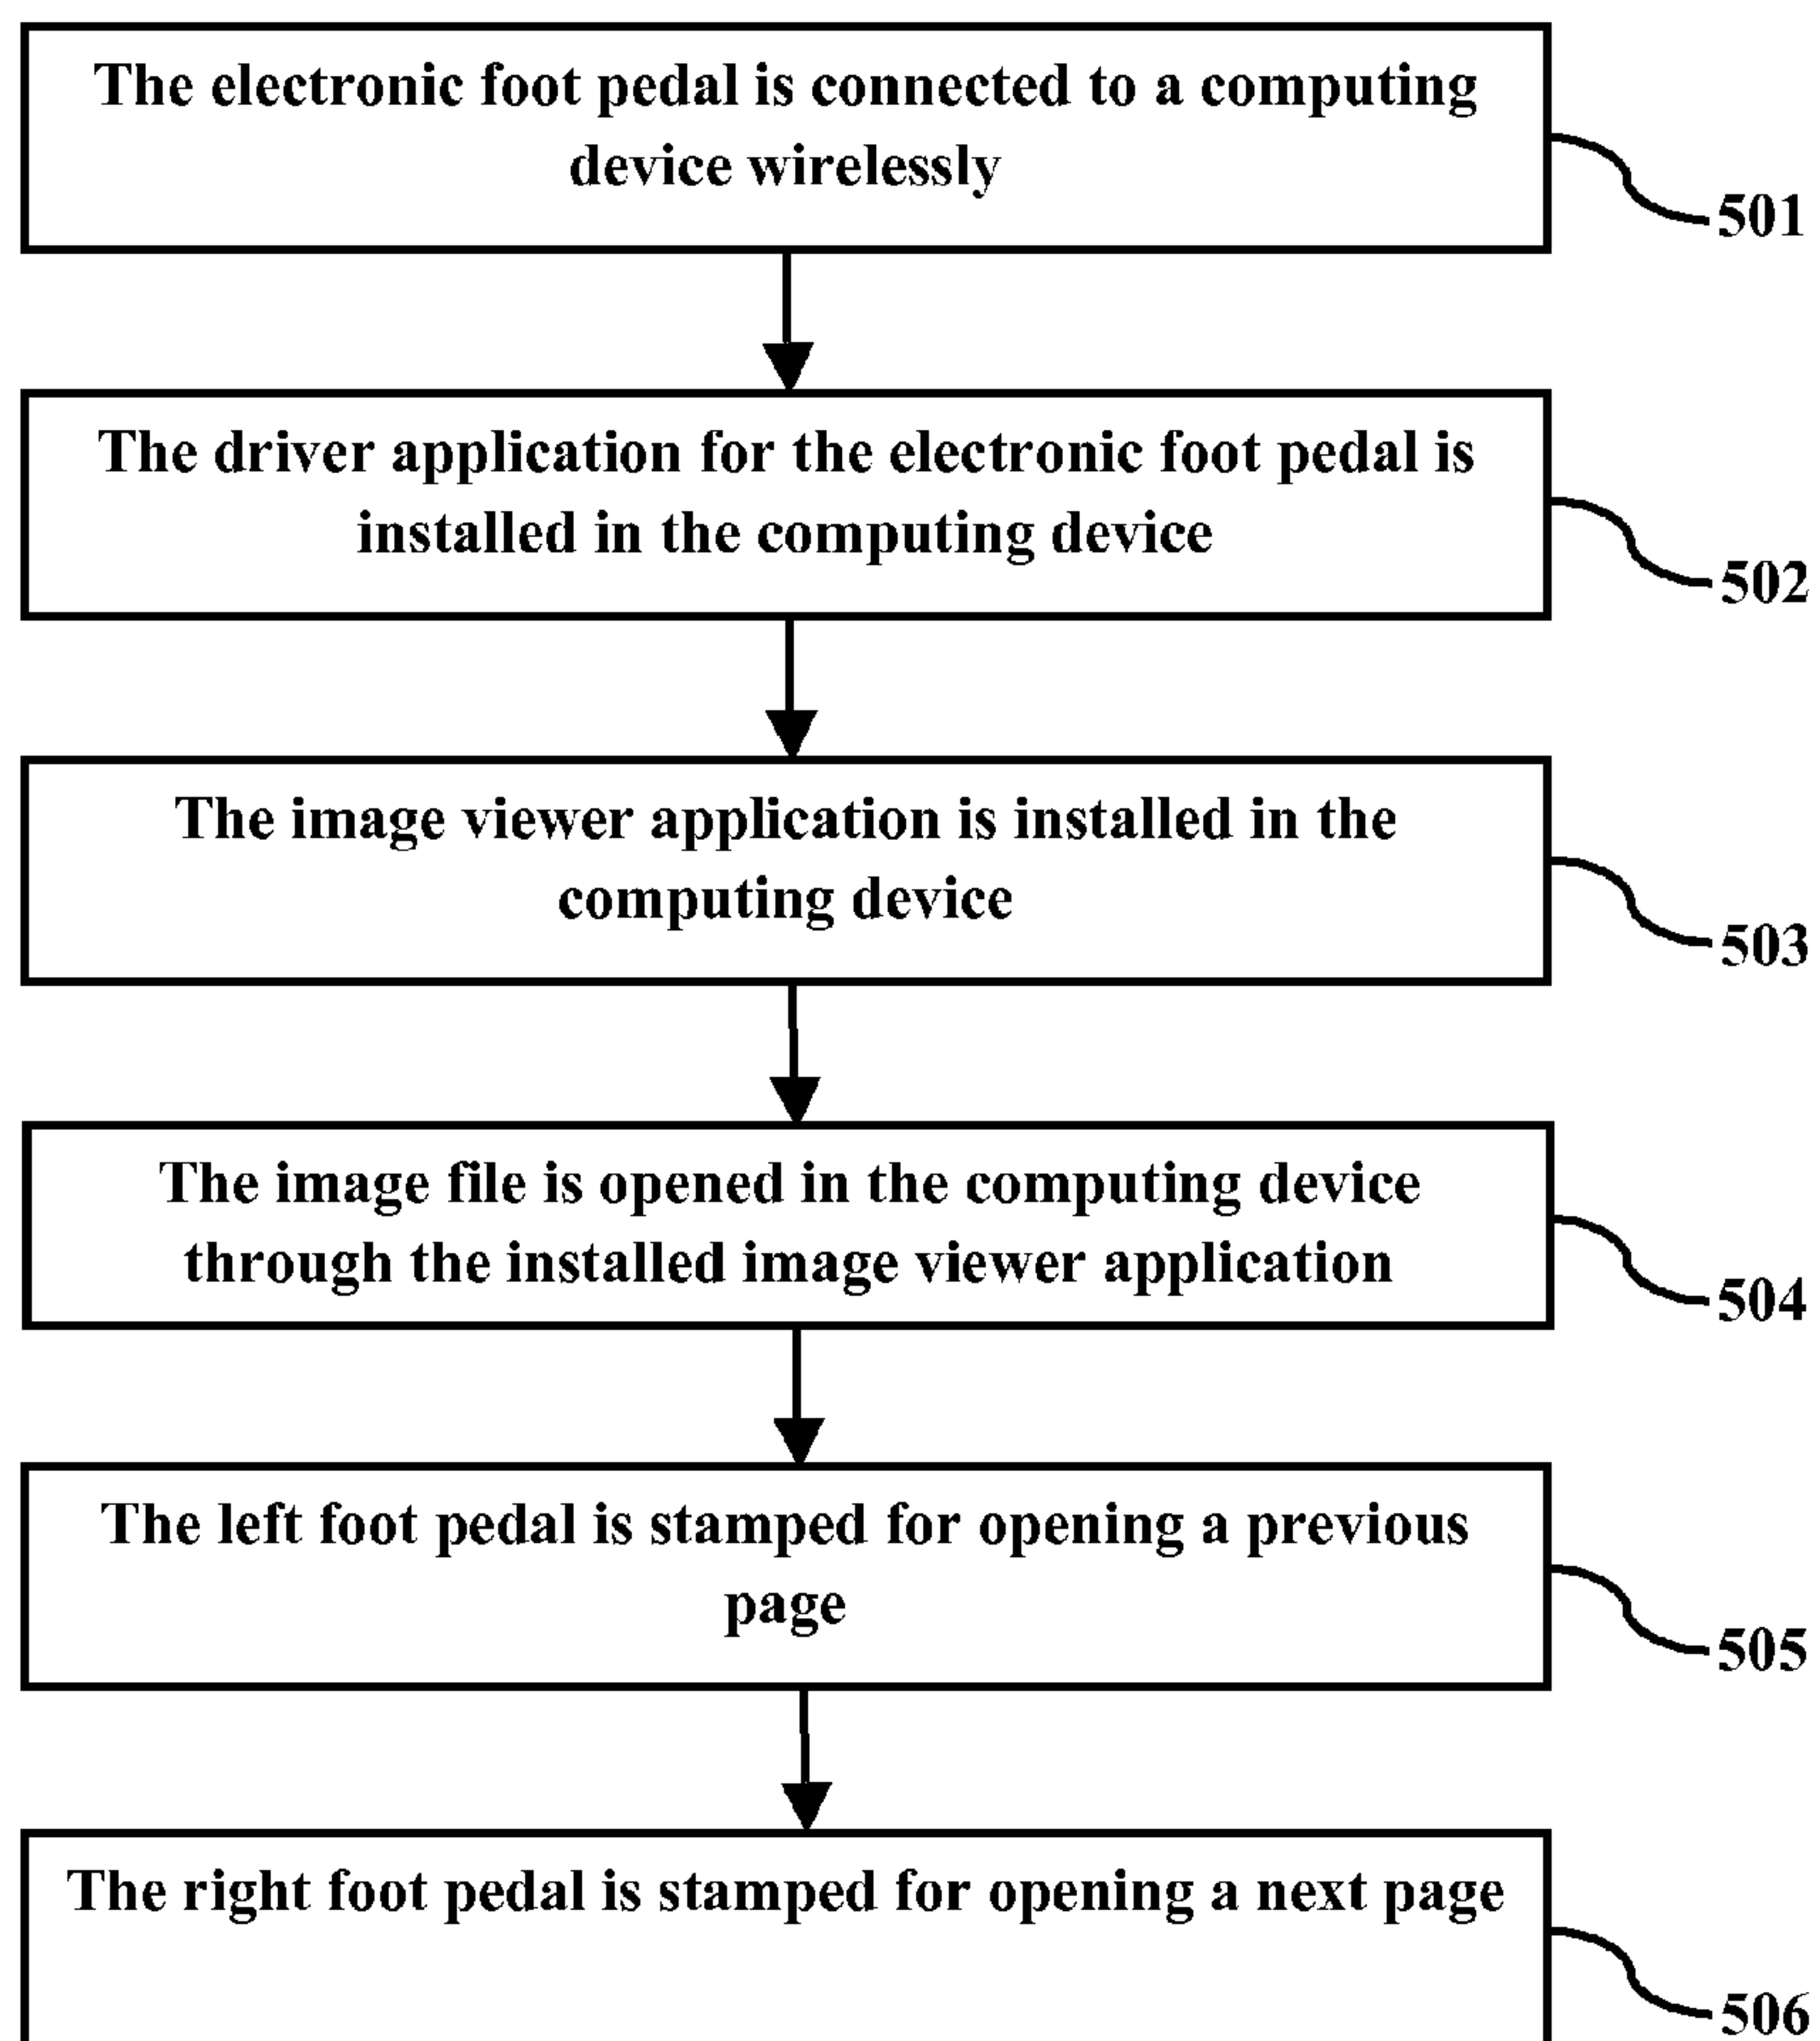 The electronic foot pedal is connected to a computing
device wirelessly
501
The driver application for the electronic foot pedal is
installed in the computing device
502
The image viewer application is installed in the
computing device
503
The image file is opened in the computing device
through the installed image viewer application
504
The left foot pedal is stamped for opening a previous
page
505
The right foot pedal is stamped for opening a next page
506